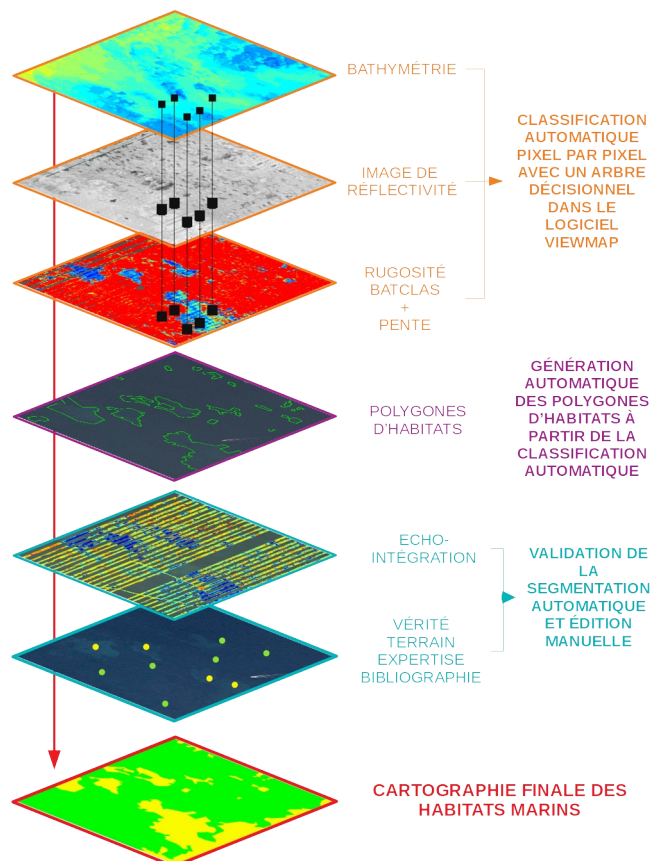 BATHYMÉTRIE
IMAGE DE
RÉFLECTIVITÉ
RUGOSITÉ
BATCLAS
+
PENTE
CLASSIFICATION
AUTOMATIQUE
PIXEL PAR PIXEL
AVEC UN ARBRE
DÉCISIONNEL
DANS LE
LOGICIEL
VIEWMAP
POLYGONES
D'HABITATS
GÉNÉRATION
AUTOMATIQUE
DES POLYGONES
D'HABITATS À
PARTIR DE LA
CLASSIFICATION
AUTOMATIQUE
ECHO-
INTÉGRATION
VÉRITÉ
TERRAIN
EXPERTISE
BIBLIOGRAPHIE
VALIDATION DE
LA
SEGMENTATION
AUTOMATIQUE
ET ÉDITION
MANUELLE
CARTOGRAPHIE FINALE DES
HABITATS MARINS